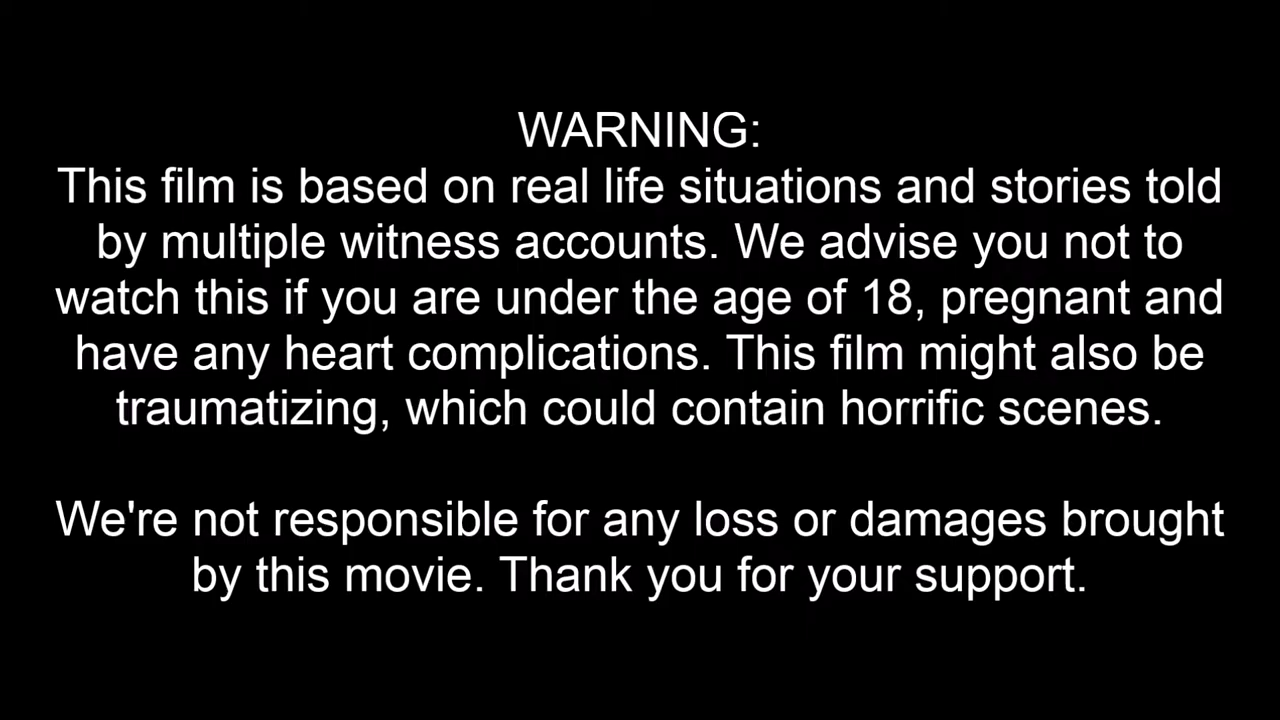 WARNING:
This film is based on real life situations and stories told
by multiple witness accounts. We advise you not to
watch this if you are under the age of 18, pregnant and
have any heart complications. This film might also be
traumatizing, which could contain horrific scenes.
We're not responsible for any loss or damages brought
by this movie. Thank you for your support.